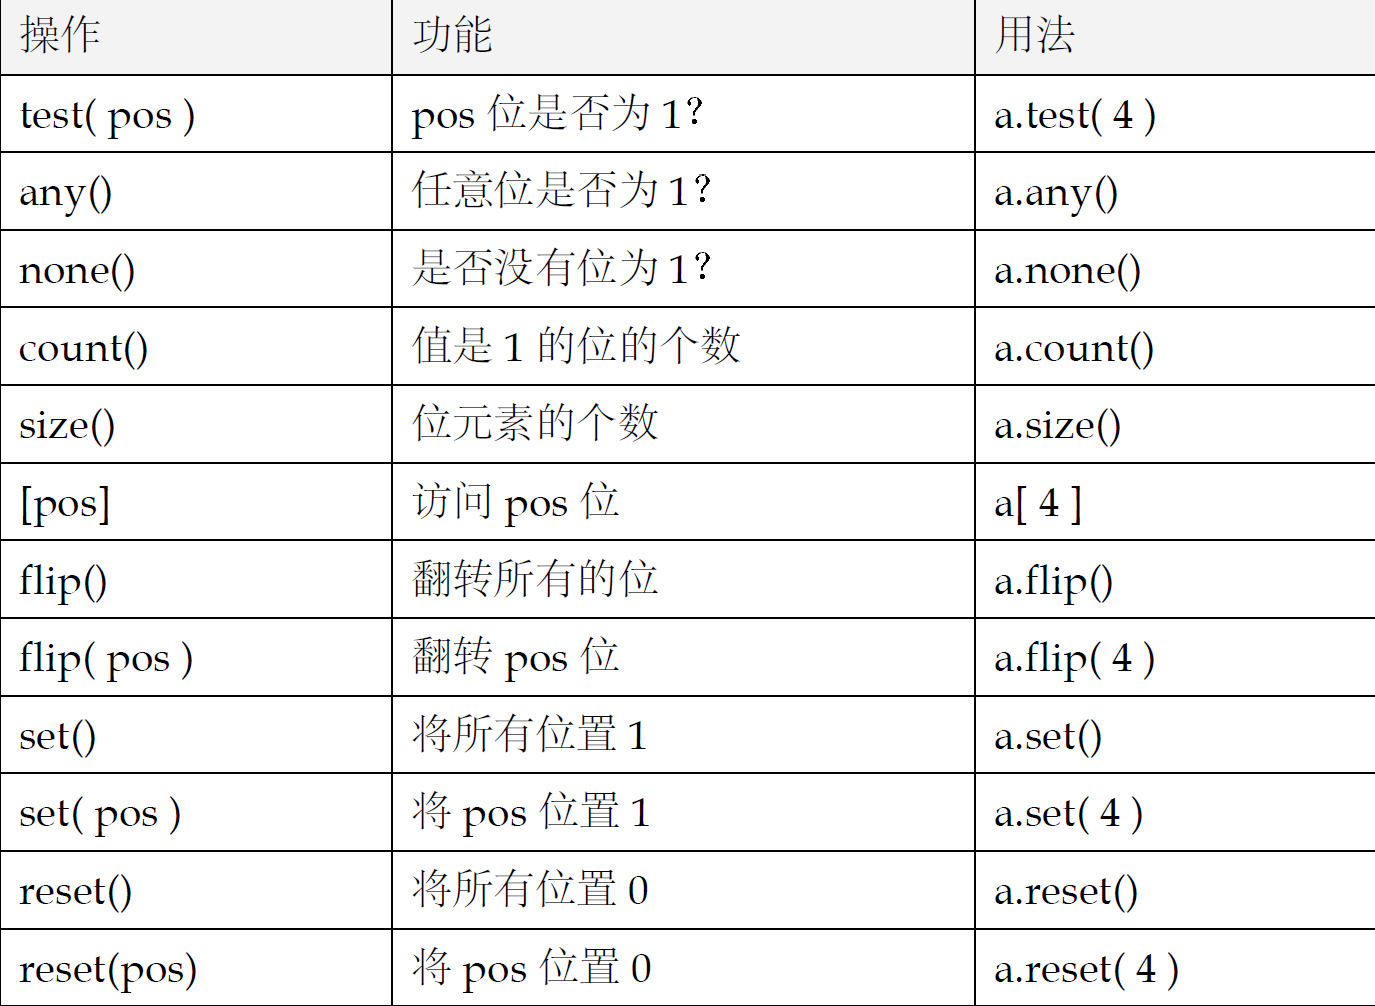 操作 功能 用法
test( pos ) pos 位是否为 1？ a.test( 4 )
any() 任意位是否为 1？ a.any()
none() 是否没有位为 1？ a.none()
count() 值是 1 的位的个数 a.count()
size() 位元素的个数 a.size()
[pos] 访问 pos 位 a[ 4 ]
flip() 翻转所有的位 a.flip()
flip( pos ) 翻转 pos 位 a.flip( 4 )
set() 将所有位置 1 a.set()
set( pos ) 将 pos 位置 1 a.set( 4 )
reset() 将所有位置 0 a.reset()
reset(pos) 将 pos 位置 0 a.reset( 4 )